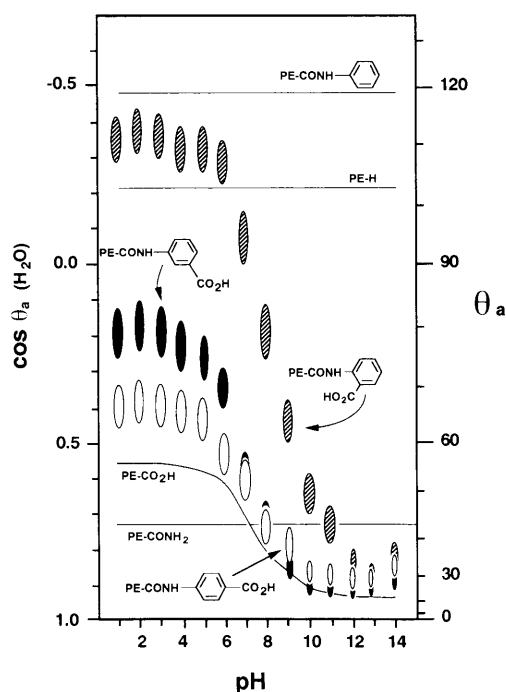 PE-CONH-
-0.5
120
PE-H
0.0
90
PE-CONH-
CO₂H
cos θa (H₂O)
θa
PE-CONH-
HO₂C
0.5
60
PE-CO₂H
PE-CONH₂
PE-CONH-
-CO₂H
30
1.0
0
2 4 6 8 10 12 14
pH